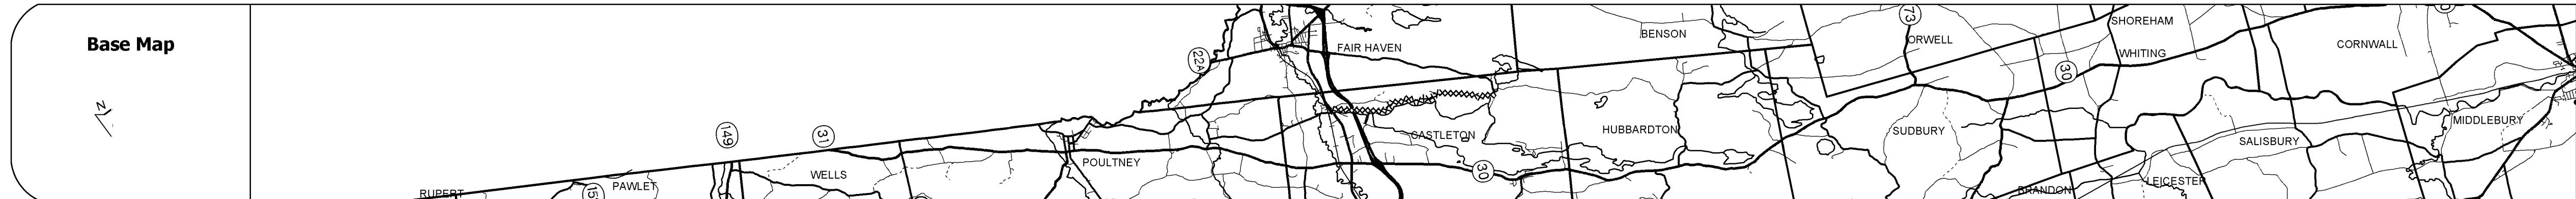 Base Map
N
RUPERT
PAWLET
149
31
WELLS
POULTNEY
22A
FAIR HAVEN
CASTLETON
30
BENSON
HUBBARDTON
73
ORWELL
SUDBURY
SHOREHAM
WHITING
30
BRANDON
LEICESTER
CORNWALL
SALISBURY
MIDDLEBURY